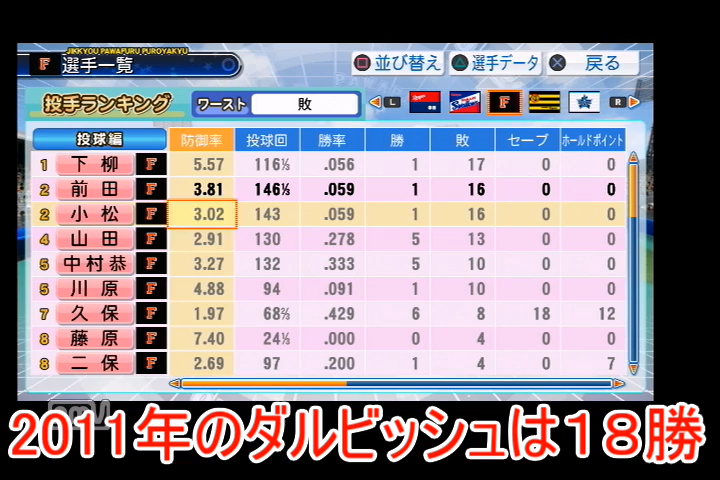 JIKKYOU PAWAFURU PUROYAKYU
F 選手一覧 並び替え 選手データ 戻る
投手ランキング ワースト 敗 L F R
投球編 防御率 投球回 勝率 勝 敗 セーブ ホールドポイント
1 下柳 F 5.57 116⅓ .056 1 17 0 0
2 前田 F 3.81 146⅓ .059 1 16 0 0
2 小松 F 3.02 143 .059 1 16 0 0
4 山田 F 2.91 130 .278 5 13 0 0
5 中村恭 F 3.27 132 .333 5 10 0 0
5 川原 F 4.88 94 .091 1 10 0 0
7 久保 F 1.97 68⅔ .429 6 8 18 12
8 藤原 F 7.40 24⅓ .000 0 4 0 0
8 二保 F 2.69 97 .200 1 4 0 7
2011年のダルビッシュは１８勝